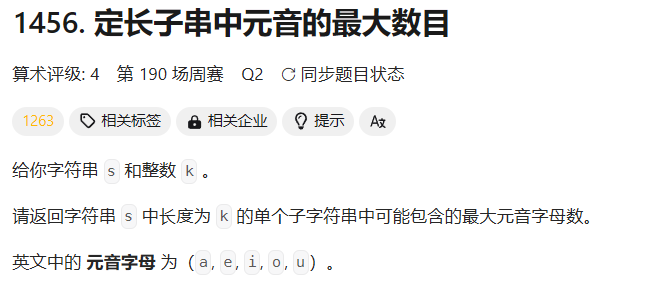 1456. 定长子串中元音的最大数目
算术评级: 4 第 190 场周赛 Q2 同步题目状态
1263 相关标签 相关企业 提示 A文
给你字符串 s 和整数 k 。
请返回字符串 s 中长度为 k 的单个子字符串中可能包含的最大元音字母数。
英文中的 元音字母 为（a, e, i, o, u）。